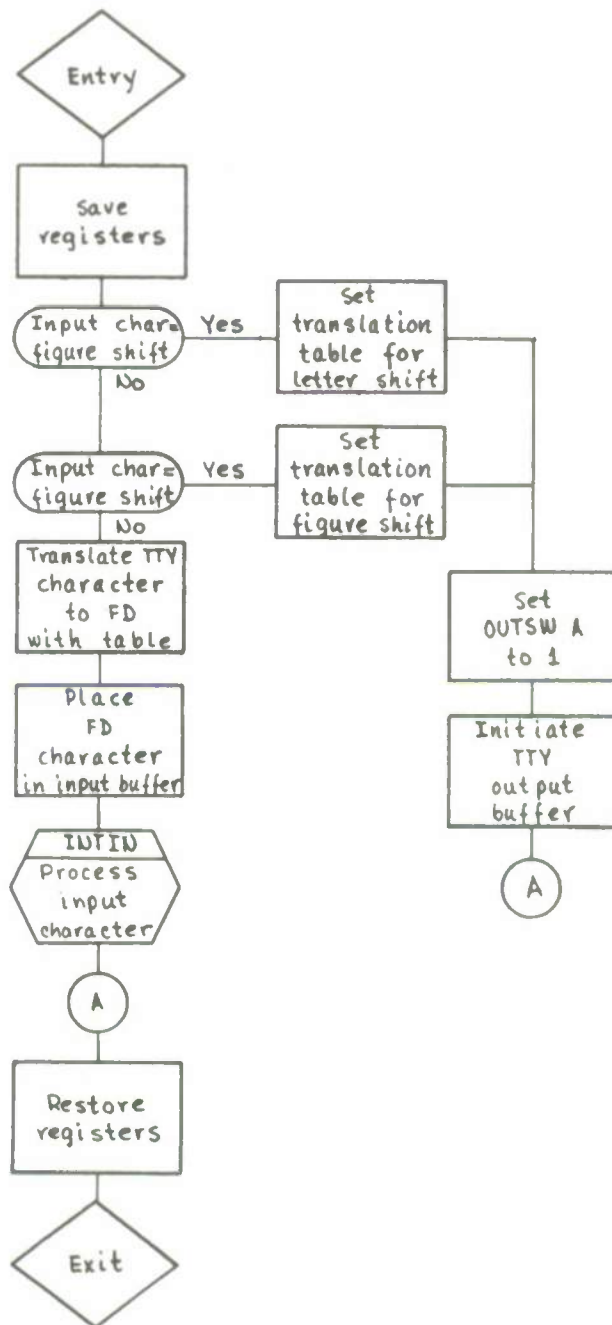 Entry
Save
registers
Input char=
figure shift
Yes
No
Set
translation
table for
letter shift
Input char=
figure shift
Yes
No
Set
translation
table for
figure shift
Translate TTY
character
to FD
with table
Set
OUTSW A
to 1
Place
FD
character
in input buffer
Initiate
TTY
output
buffer
INTIN
Process
input
character
A
A
Restore
registers
Exit